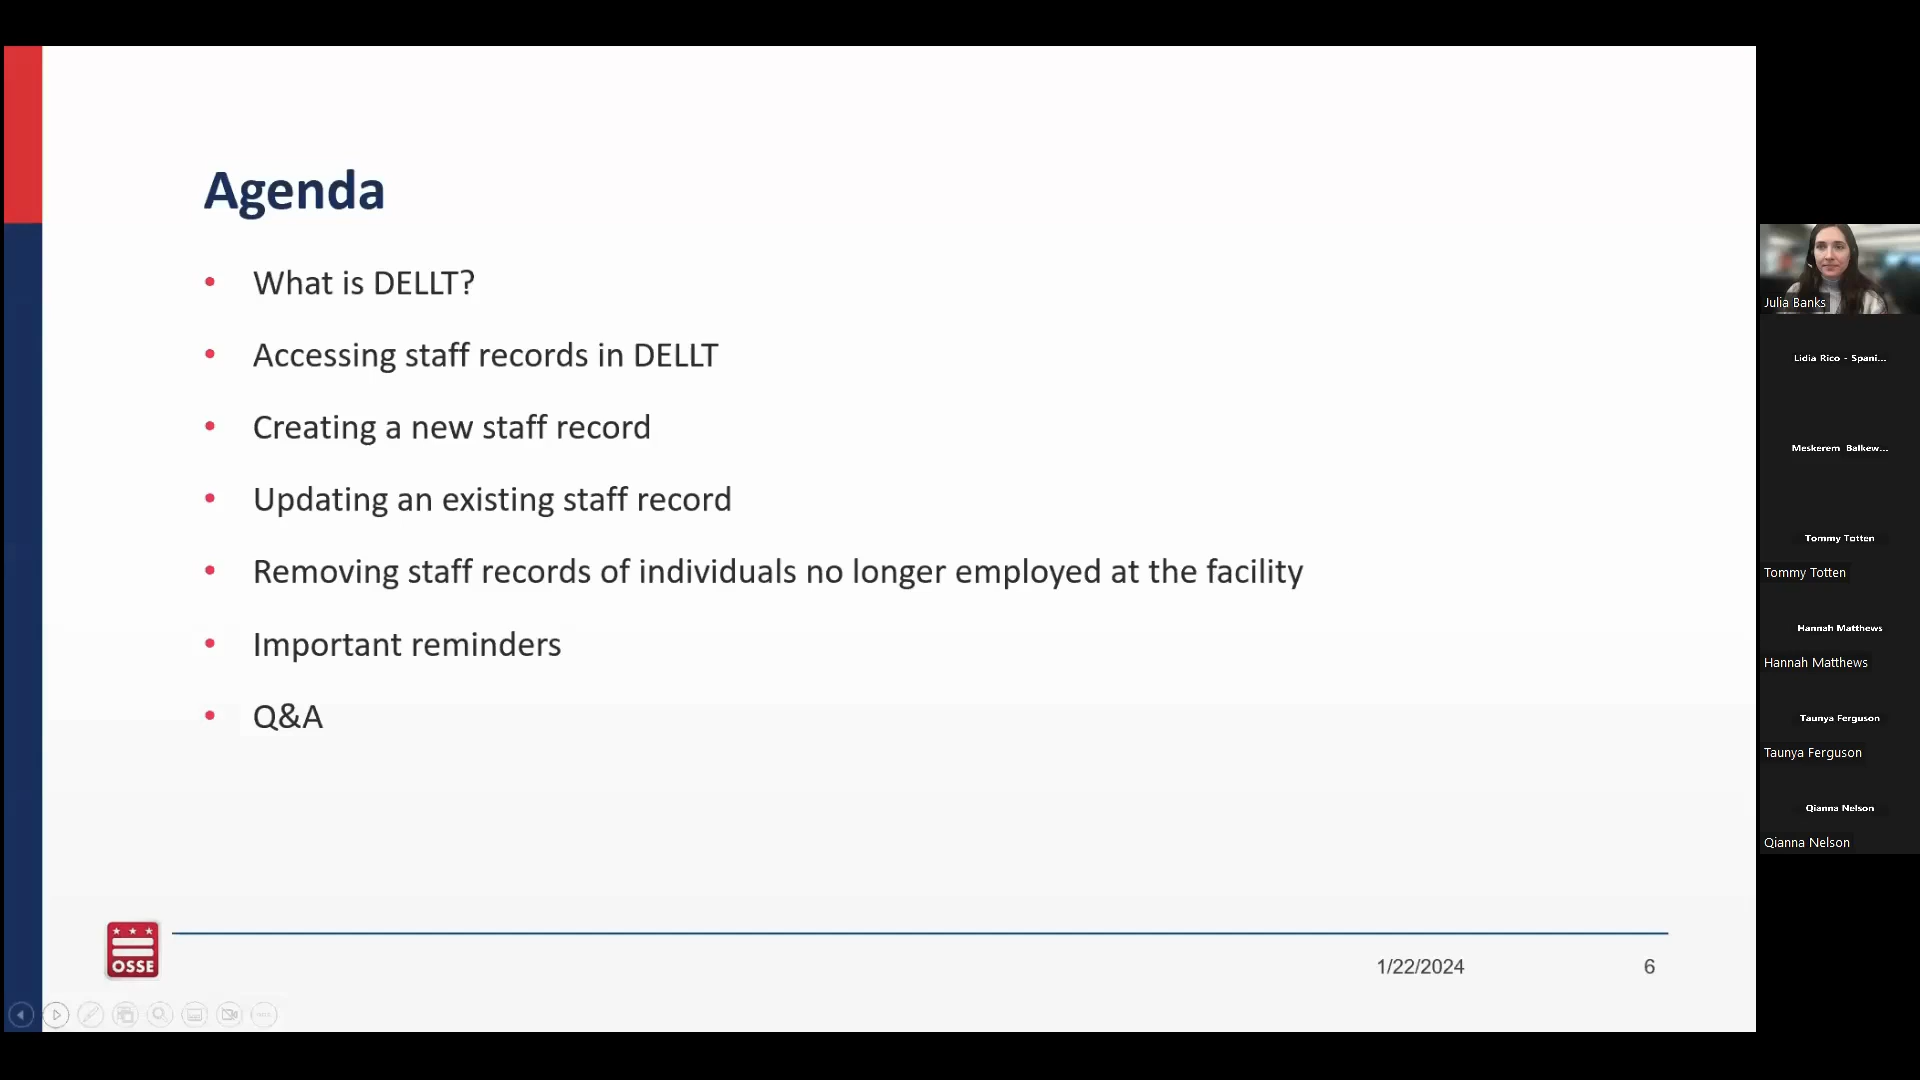 Agenda
• What is DELLT?
• Accessing staff records in DELLT
• Creating a new staff record
• Updating an existing staff record
• Removing staff records of individuals no longer employed at the facility
• Important reminders
• Q&A
OSSE
1/22/2024
6
Julia Banks
Lidia Rico - Spani...
Meskerem Balkew...
Tommy Totten
Tommy Totten
Hannah Matthews
Hannah Matthews
Taunya Ferguson
Taunya Ferguson
Qianna Nelson
Qianna Nelson